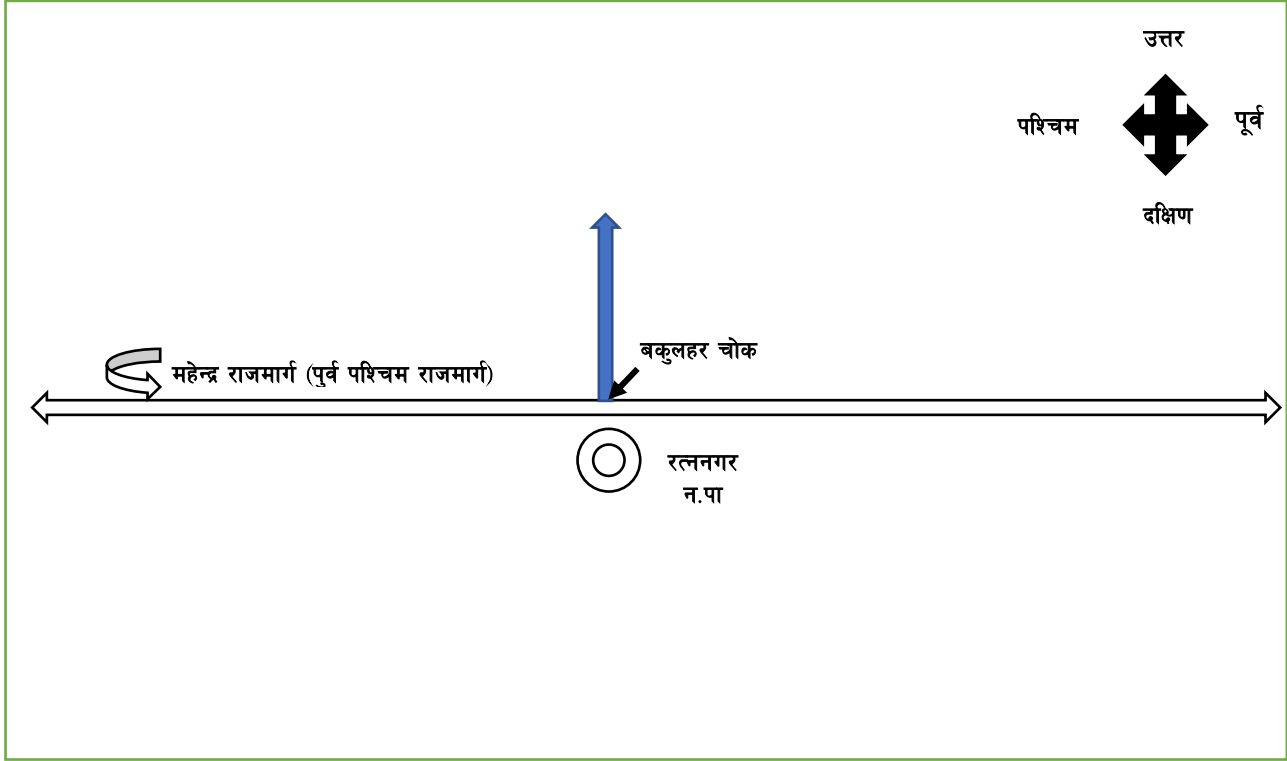 उत्तर
पश्चिम
पूर्व
दक्षिण
बकुलहर चोक
महेन्द्र राजमार्ग (पुर्व पश्चिम राजमार्ग)
रत्ननगर
न.पा